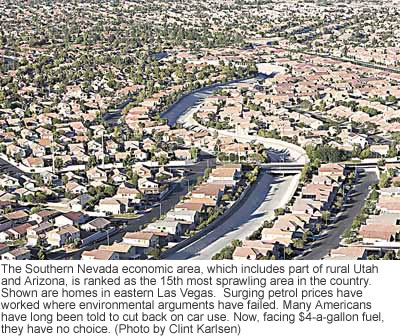 The Southern Nevada economic area, which includes part of rural Utah
and Arizona, is ranked as the 15th most sprawling area in the country.
Shown are homes in eastern Las Vegas.  Surging petrol prices have
worked where environmental arguments have failed. Many Americans
have long been told to cut back on car use. Now, facing $4-a-gallon fuel,
they have no choice. (Photo by Clint Karlsen)